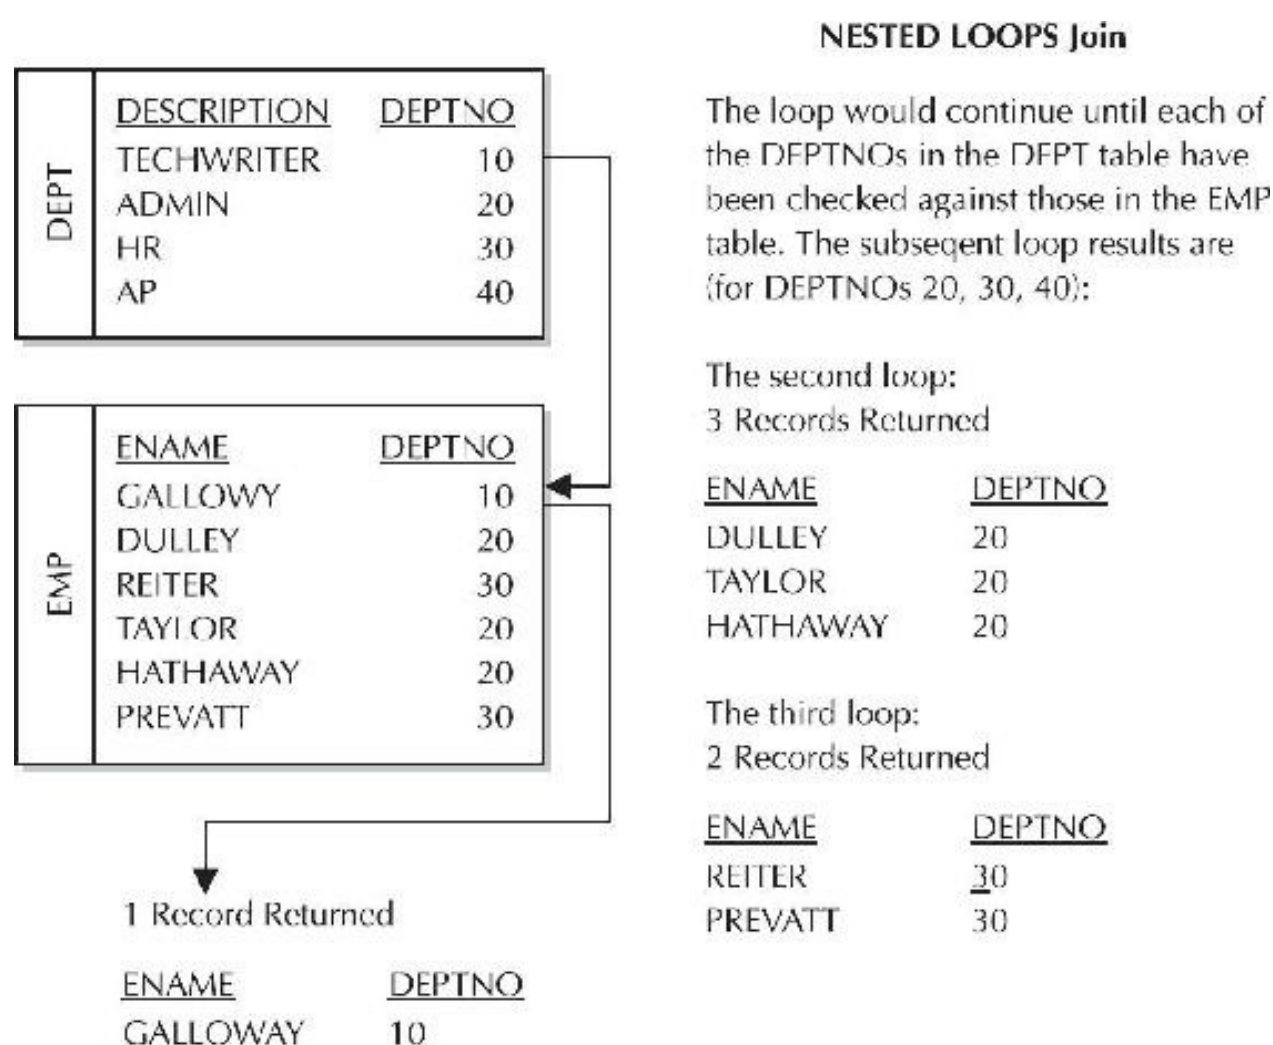 NESTED LOOPS Join
DEPT
DESCRIPTION DEPTNO
TECHWRITER 10
ADMIN 20
HR 30
AP 40
EMP
ENAME DEPTNO
GALLOWY 10
DULLEY 20
REITER 30
TAYLOR 20
HATHAWAY 20
PREVATT 30
1 Record Returned
ENAME DEPTNO
GALLOWAY 10
The loop would continue until each of
the DEPTNOs in the DEPT table have
been checked against those in the EMP
table. The subseqent loop results are
(for DEPTNOs 20, 30, 40):
The second loop:
3 Records Returned
ENAME DEPTNO
DULLEY 20
TAYLOR 20
HATHAWAY 20
The third loop:
2 Records Returned
ENAME DEPTNO
REITER 30
PREVATT 30